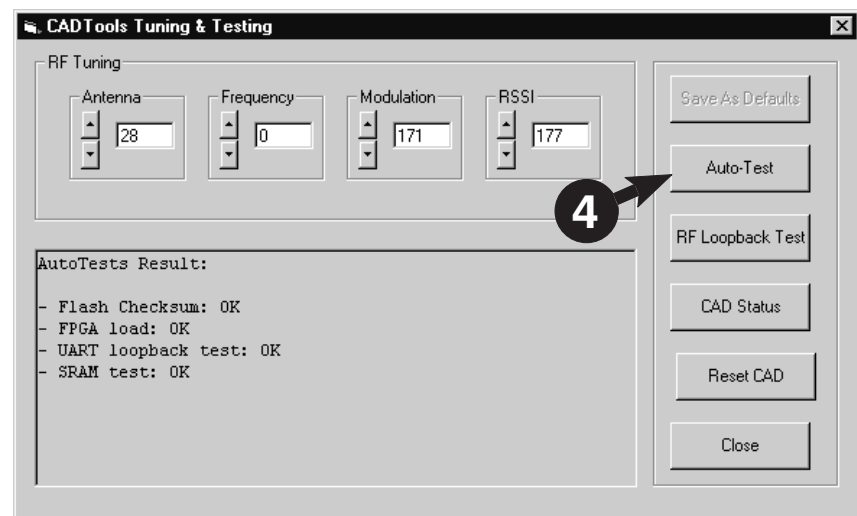 CADTools Tuning & Testing
RF Tuning
Antenna
28
Frequency
0
Modulation
171
RSSI
177
Save As Defaults
Auto-Test
4
RF Loopback Test
CAD Status
Reset CAD
Close
AutoTests Result:
- Flash Checksum: OK
- FPGA load: OK
- UART loopback test: OK
- SRAM test: OK